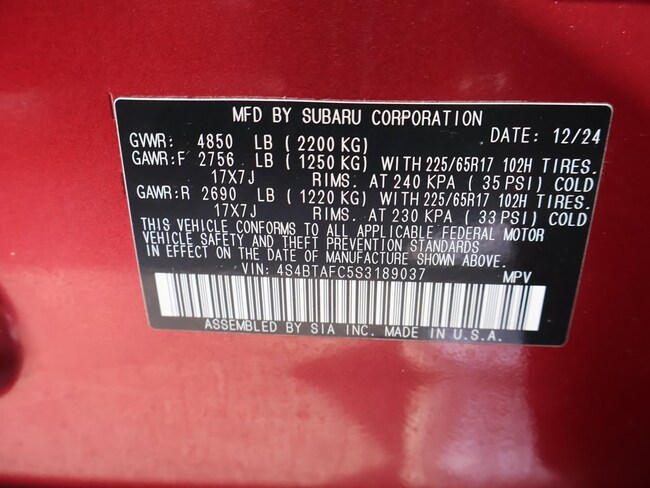 MFD BY SUBARU CORPORATION
GVWR: 4850 LB (2200 KG) DATE: 12/24
GAWR:F 2756 LB (1250 KG) WITH 225/65R17 102H TIRES.
17X7J RIMS. AT 240 KPA (35 PSI) COLD
GAWR:R 2690 LB (1220 KG) WITH 225/65R17 102H TIRES.
17X7J RIMS. AT 230 KPA (33 PSI) COLD
THIS VEHICLE CONFORMS TO ALL APPLICABLE FEDERAL MOTOR
VEHICLE SAFETY AND THEFT PREVENTION STANDARDS
IN EFFECT ON THE DATE OF MANUFACTURE SHOWN ABOVE.
VIN: 4S4BTAFC5S3189037 MPV
ASSEMBLED BY SIA INC. MADE IN U.S.A.